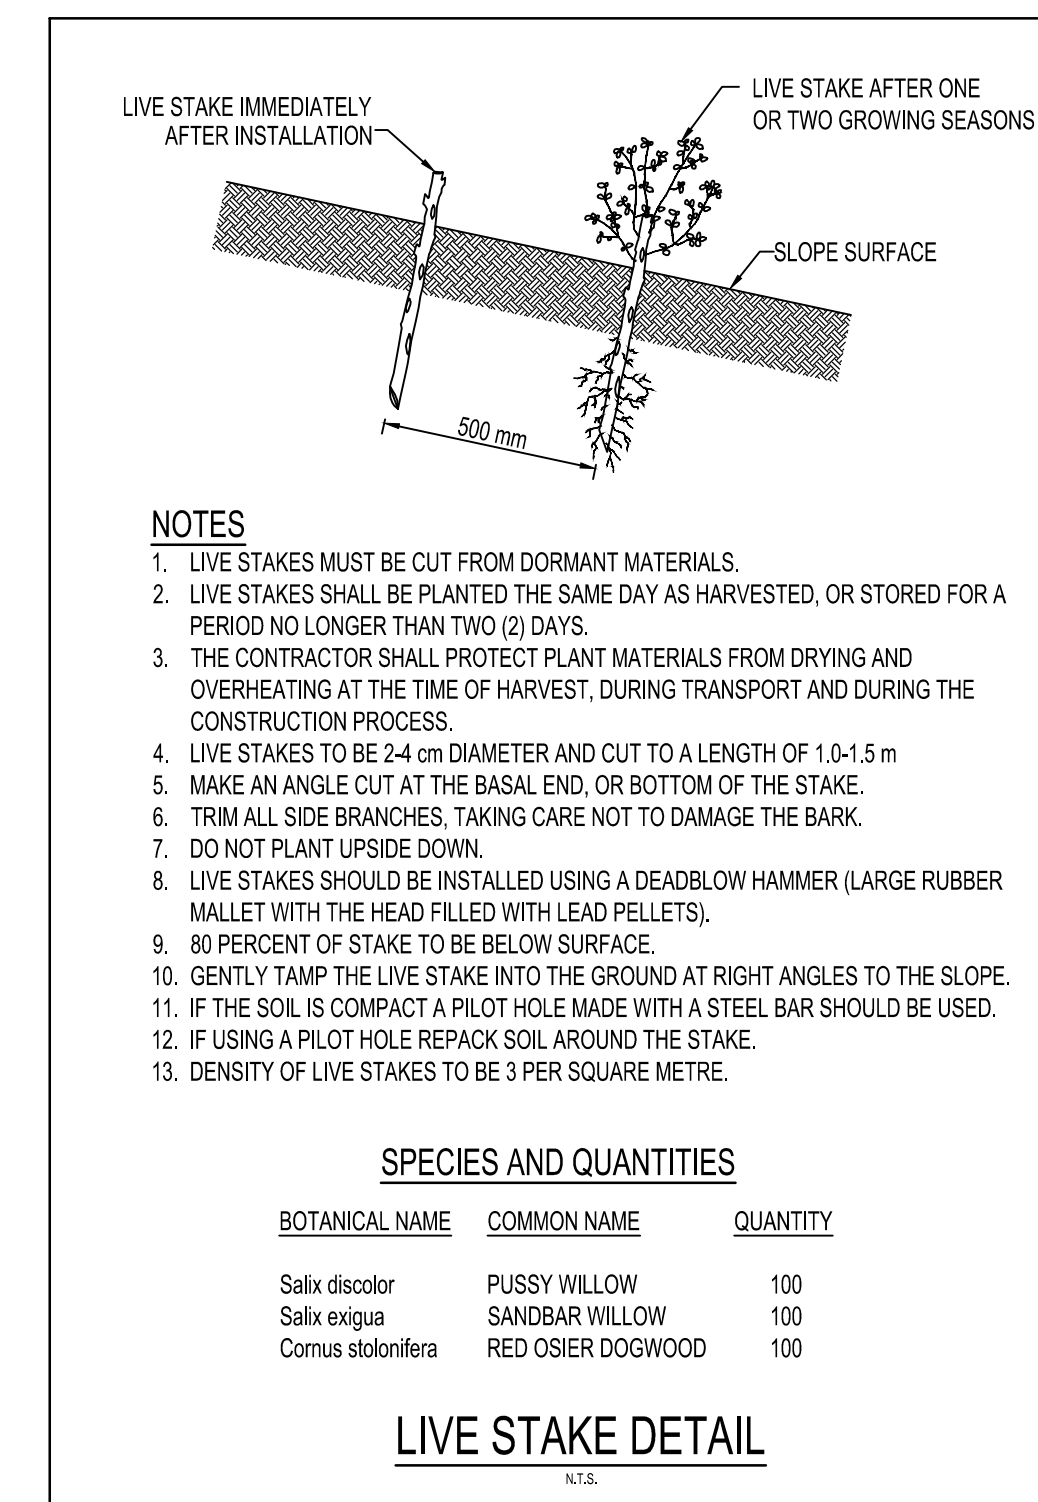 LIVE STAKE IMMEDIATELY
AFTER INSTALLATION
LIVE STAKE AFTER ONE
OR TWO GROWING SEASONS
SLOPE SURFACE
500 mm
NOTES
1. LIVE STAKES MUST BE CUT FROM DORMANT MATERIALS.
2. LIVE STAKES SHALL BE PLANTED THE SAME DAY AS HARVESTED, OR STORED FOR A
PERIOD NO LONGER THAN TWO (2) DAYS.
3. THE CONTRACTOR SHALL PROTECT PLANT MATERIALS FROM DRYING AND
OVERHEATING AT THE TIME OF HARVEST, DURING TRANSPORT AND DURING THE
CONSTRUCTION PROCESS.
4. LIVE STAKES TO BE 2-4 cm DIAMETER AND CUT TO A LENGTH OF 1.0-1.5 m
5. MAKE AN ANGLE CUT AT THE BASAL END, OR BOTTOM OF THE STAKE.
6. TRIM ALL SIDE BRANCHES, TAKING CARE NOT TO DAMAGE THE BARK.
7. DO NOT PLANT UPSIDE DOWN.
8. LIVE STAKES SHOULD BE INSTALLED USING A DEADBLOW HAMMER (LARGE RUBBER
MALLET WITH THE HEAD FILLED WITH LEAD PELLETS).
9. 80 PERCENT OF STAKE TO BE BELOW SURFACE.
10. GENTLY TAMP THE LIVE STAKE INTO THE GROUND AT RIGHT ANGLES TO THE SLOPE.
11. IF THE SOIL IS COMPACT A PILOT HOLE MADE WITH A STEEL BAR SHOULD BE USED.
12. IF USING A PILOT HOLE REPACK SOIL AROUND THE STAKE.
13. DENSITY OF LIVE STAKES TO BE 3 PER SQUARE METRE.
SPECIES AND QUANTITIES
BOTANICAL NAME COMMON NAME QUANTITY
Salix discolor PUSSY WILLOW 100
Salix exigua SANDBAR WILLOW 100
Cornus stolonifera RED OSIER DOGWOOD 100
LIVE STAKE DETAIL
N.T.S.